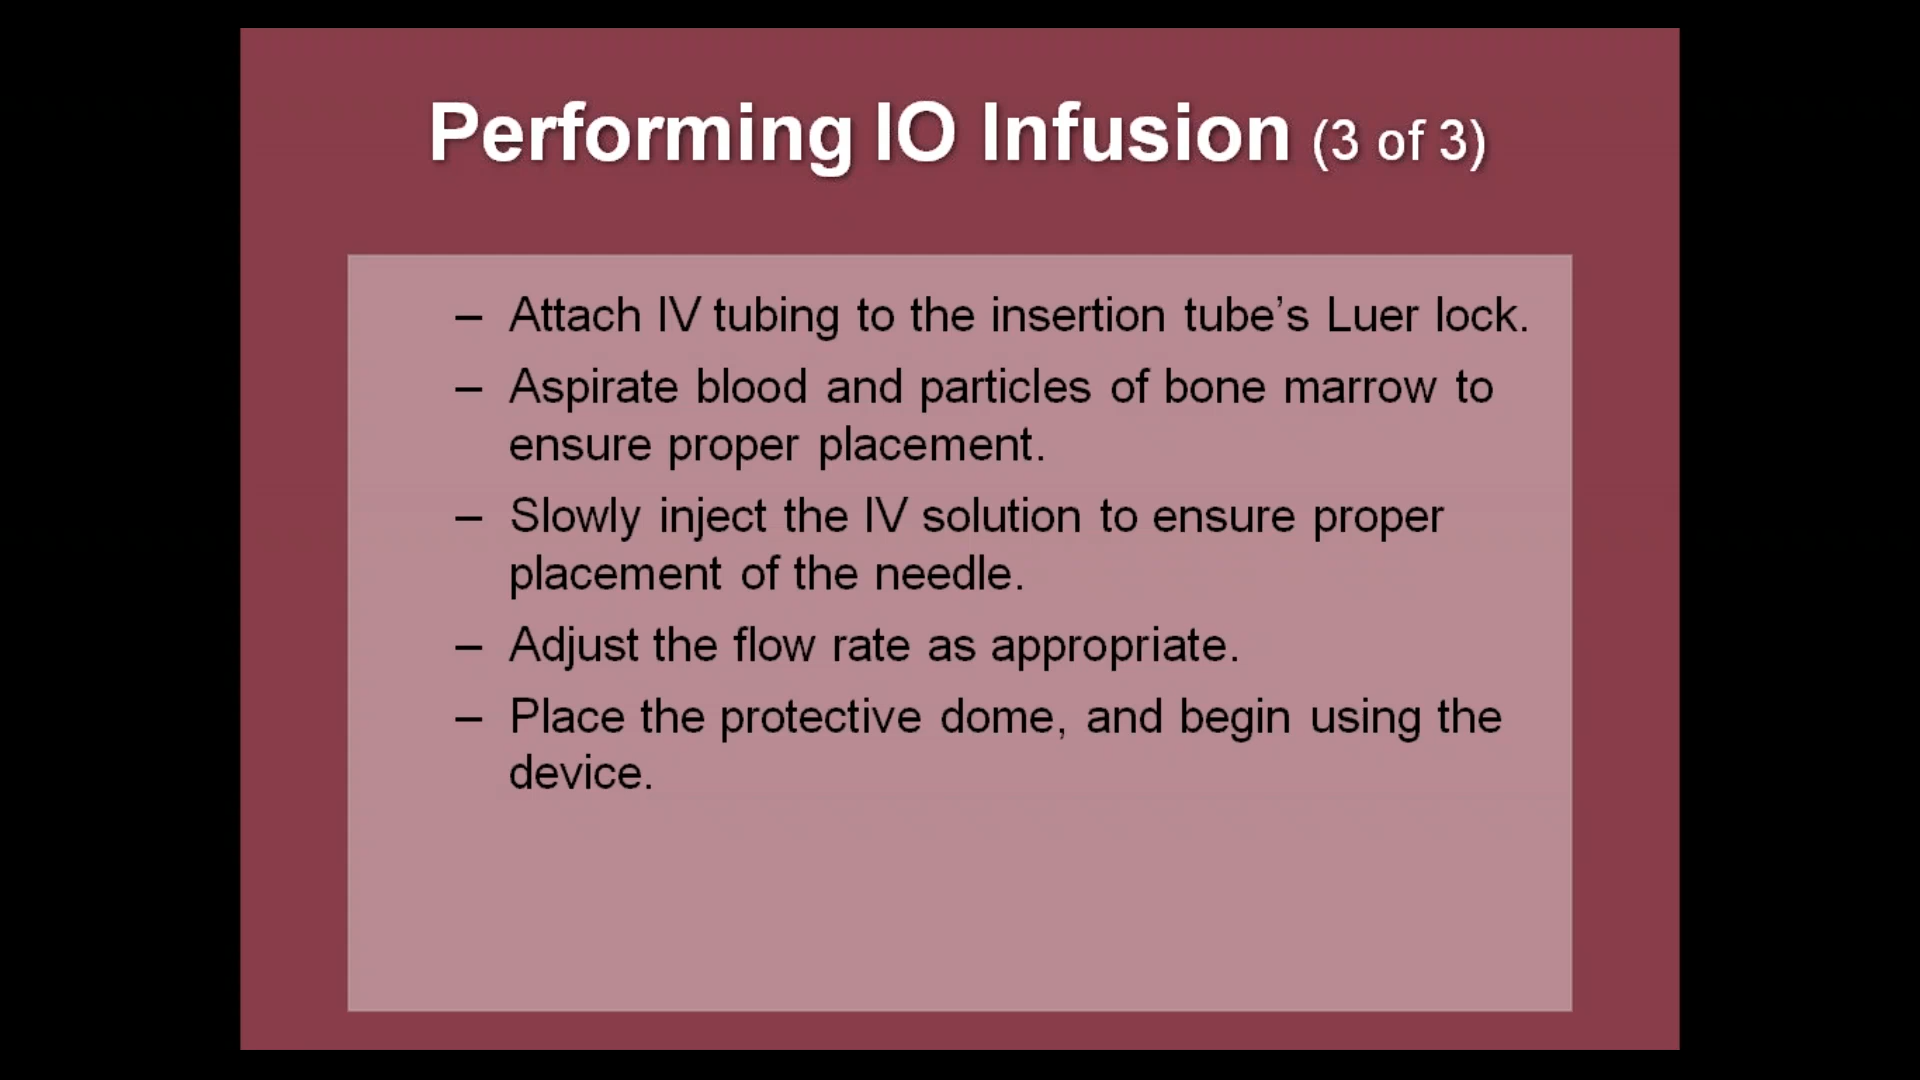 Performing IO Infusion (3 of 3)
– Attach IV tubing to the insertion tube’s Luer lock.
– Aspirate blood and particles of bone marrow to
ensure proper placement.
– Slowly inject the IV solution to ensure proper
placement of the needle.
– Adjust the flow rate as appropriate.
– Place the protective dome, and begin using the
device.